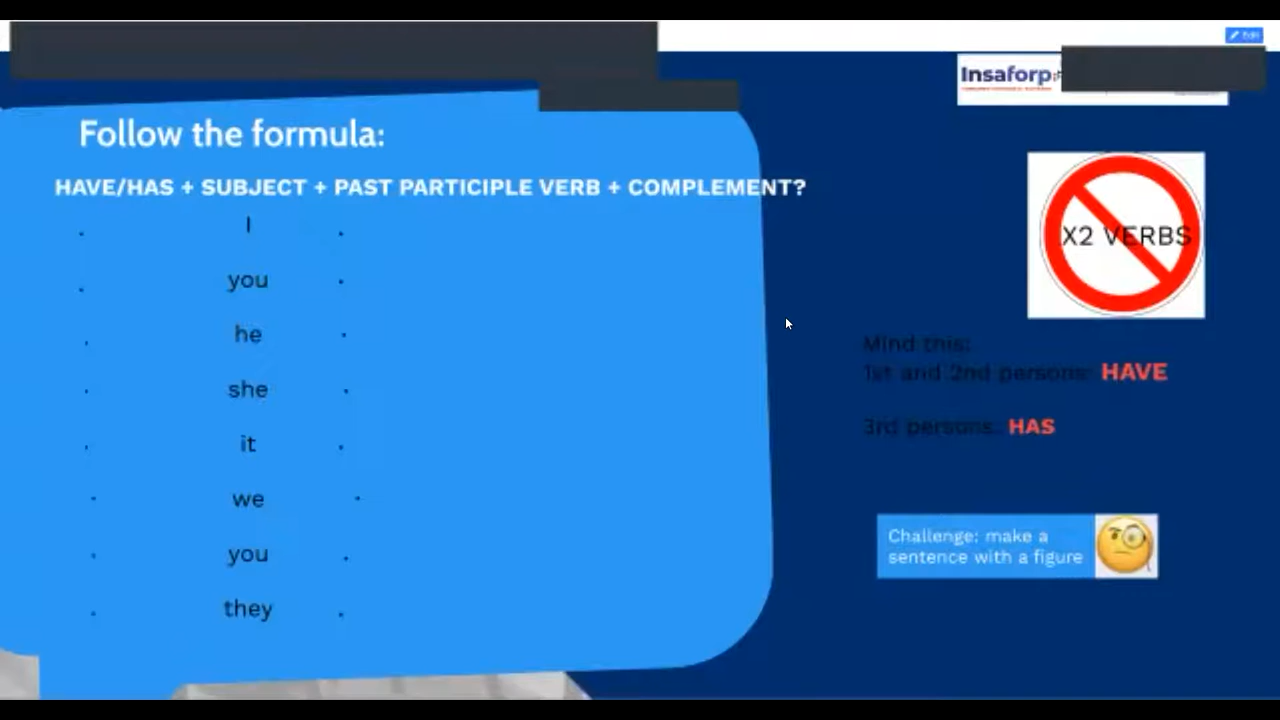 Edit
Insaforp
Follow the formula:
HAVE/HAS + SUBJECT + PAST PARTICIPLE VERB + COMPLEMENT?
I
you
he
she
it
we
you
they
X2 VERBS
Mind this:
1st and 2nd persons: HAVE
3rd persons: HAS
Challenge: make a
sentence with a figure